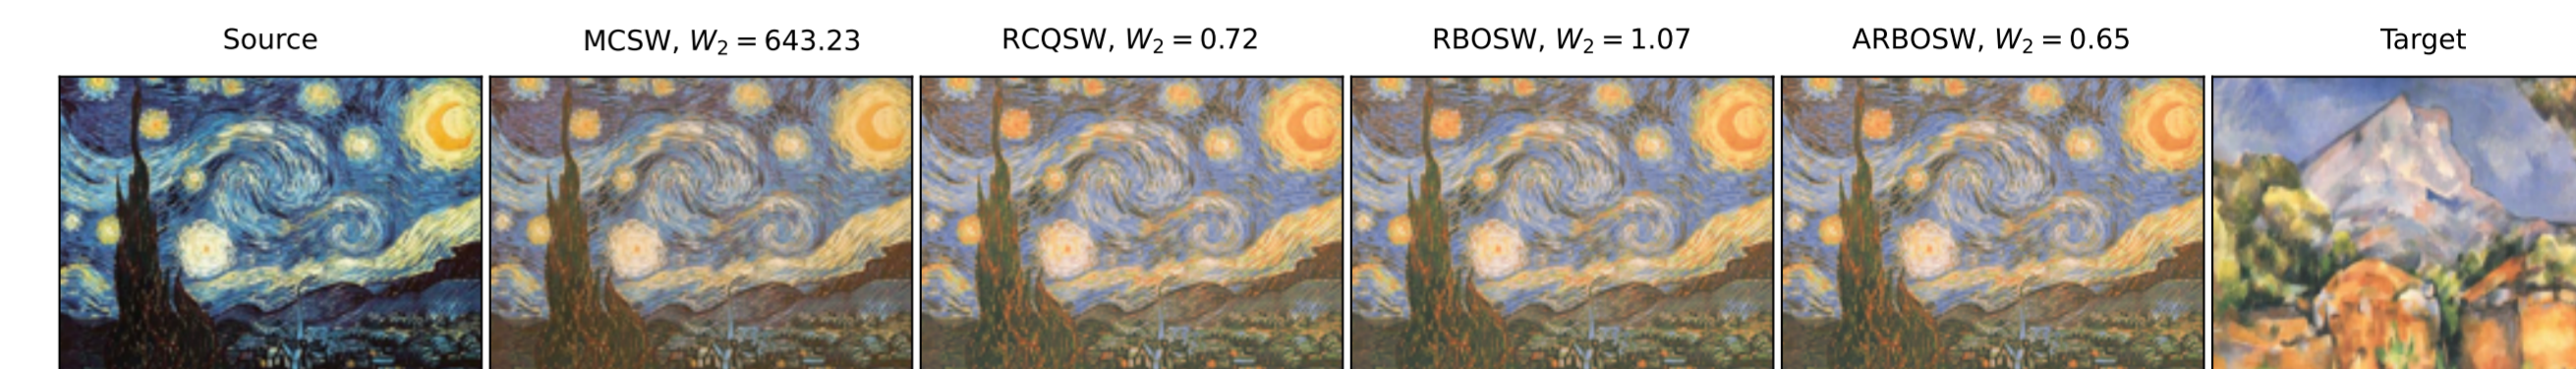 Source
MCSW, W₂ = 643.23
RCQSW, W₂ = 0.72
RBOSW, W₂ = 1.07
ARBOSW, W₂ = 0.65
Target